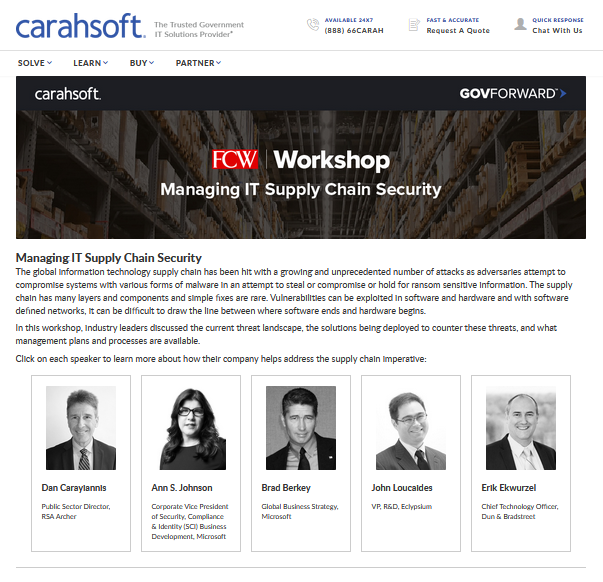 carahsoft.
The Trusted Government
IT Solutions Provider®
AVAILABLE 24X7
(888) 66CARAH
FAST & ACCURATE
Request A Quote
QUICK RESPONSE
Chat With Us
SOLVE
LEARN
BUY
PARTNER
carahsoft.
GOVFORWARD™
FCW Workshop
Managing IT Supply Chain Security
Managing IT Supply Chain Security
The global information technology supply chain has been hit with a growing and unprecedented number of attacks as adversaries attempt to
compromise systems with various forms of malware in an attempt to steal or compromise or hold for ransom sensitive information. The supply
chain has many layers and components and simple fixes are rare. Vulnerabilities can be exploited in software and hardware and with software
defined networks, it can be difficult to draw the line between where software ends and hardware begins.
In this workshop, industry leaders discussed the current threat landscape, the solutions being deployed to counter these threats, and what
management plans and processes are available.
Click on each speaker to learn more about how their company helps address the supply chain imperative:
Dan Carayiannis
Public Sector Director,
RSA Archer
Ann S. Johnson
Corporate Vice President
of Security, Compliance
& Identity (SCI) Business
Development, Microsoft
Brad Berkey
Global Business Strategy,
Microsoft
John Loucaides
VP, R&D, Eclypsium
Erik Ekwurzel
Chief Technology Officer,
Dun & Bradstreet